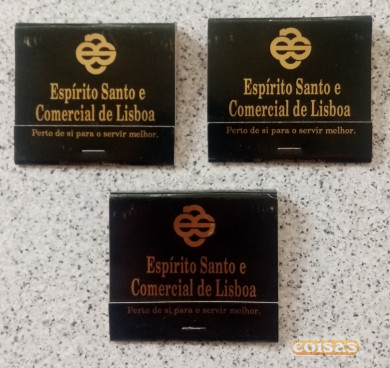 Espírito Santo e
Comercial de Lisboa
Perto de si para o servir melhor.
Espírito Santo e
Comercial de Lisboa
Perto de si para o servir melhor.
Espírito Santo e
Comercial de Lisboa
Perto de si para o servir melhor.
coisas